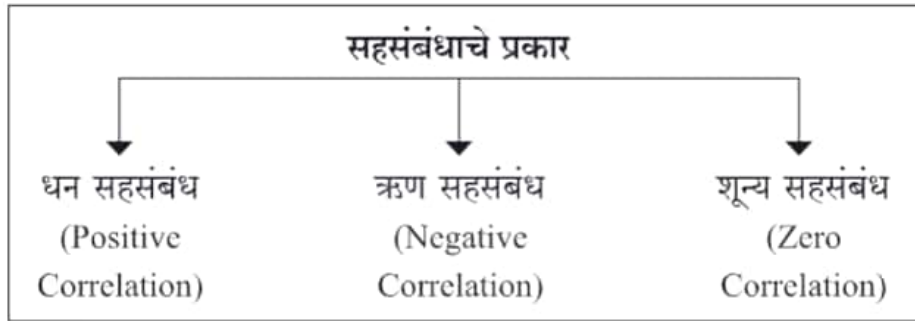 सहसंबंधाचे प्रकार
धन सहसंबंध ऋण सहसंबंध शून्य सहसंबंध
(Positive (Negative (Zero
Correlation) Correlation) Correlation)